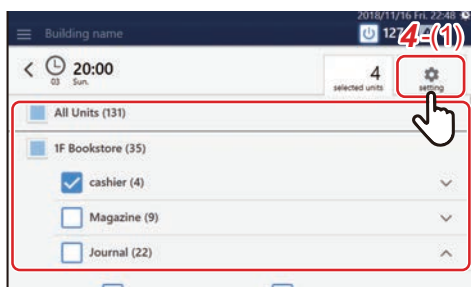 2018/11/16 Fri. 22:48
Building name
127
4-(1)
20:00
03 Sun.
4
selected units
setting
All Units (131)
1F Bookstore (35)
cashier (4)
Magazine (9)
Journal (22)